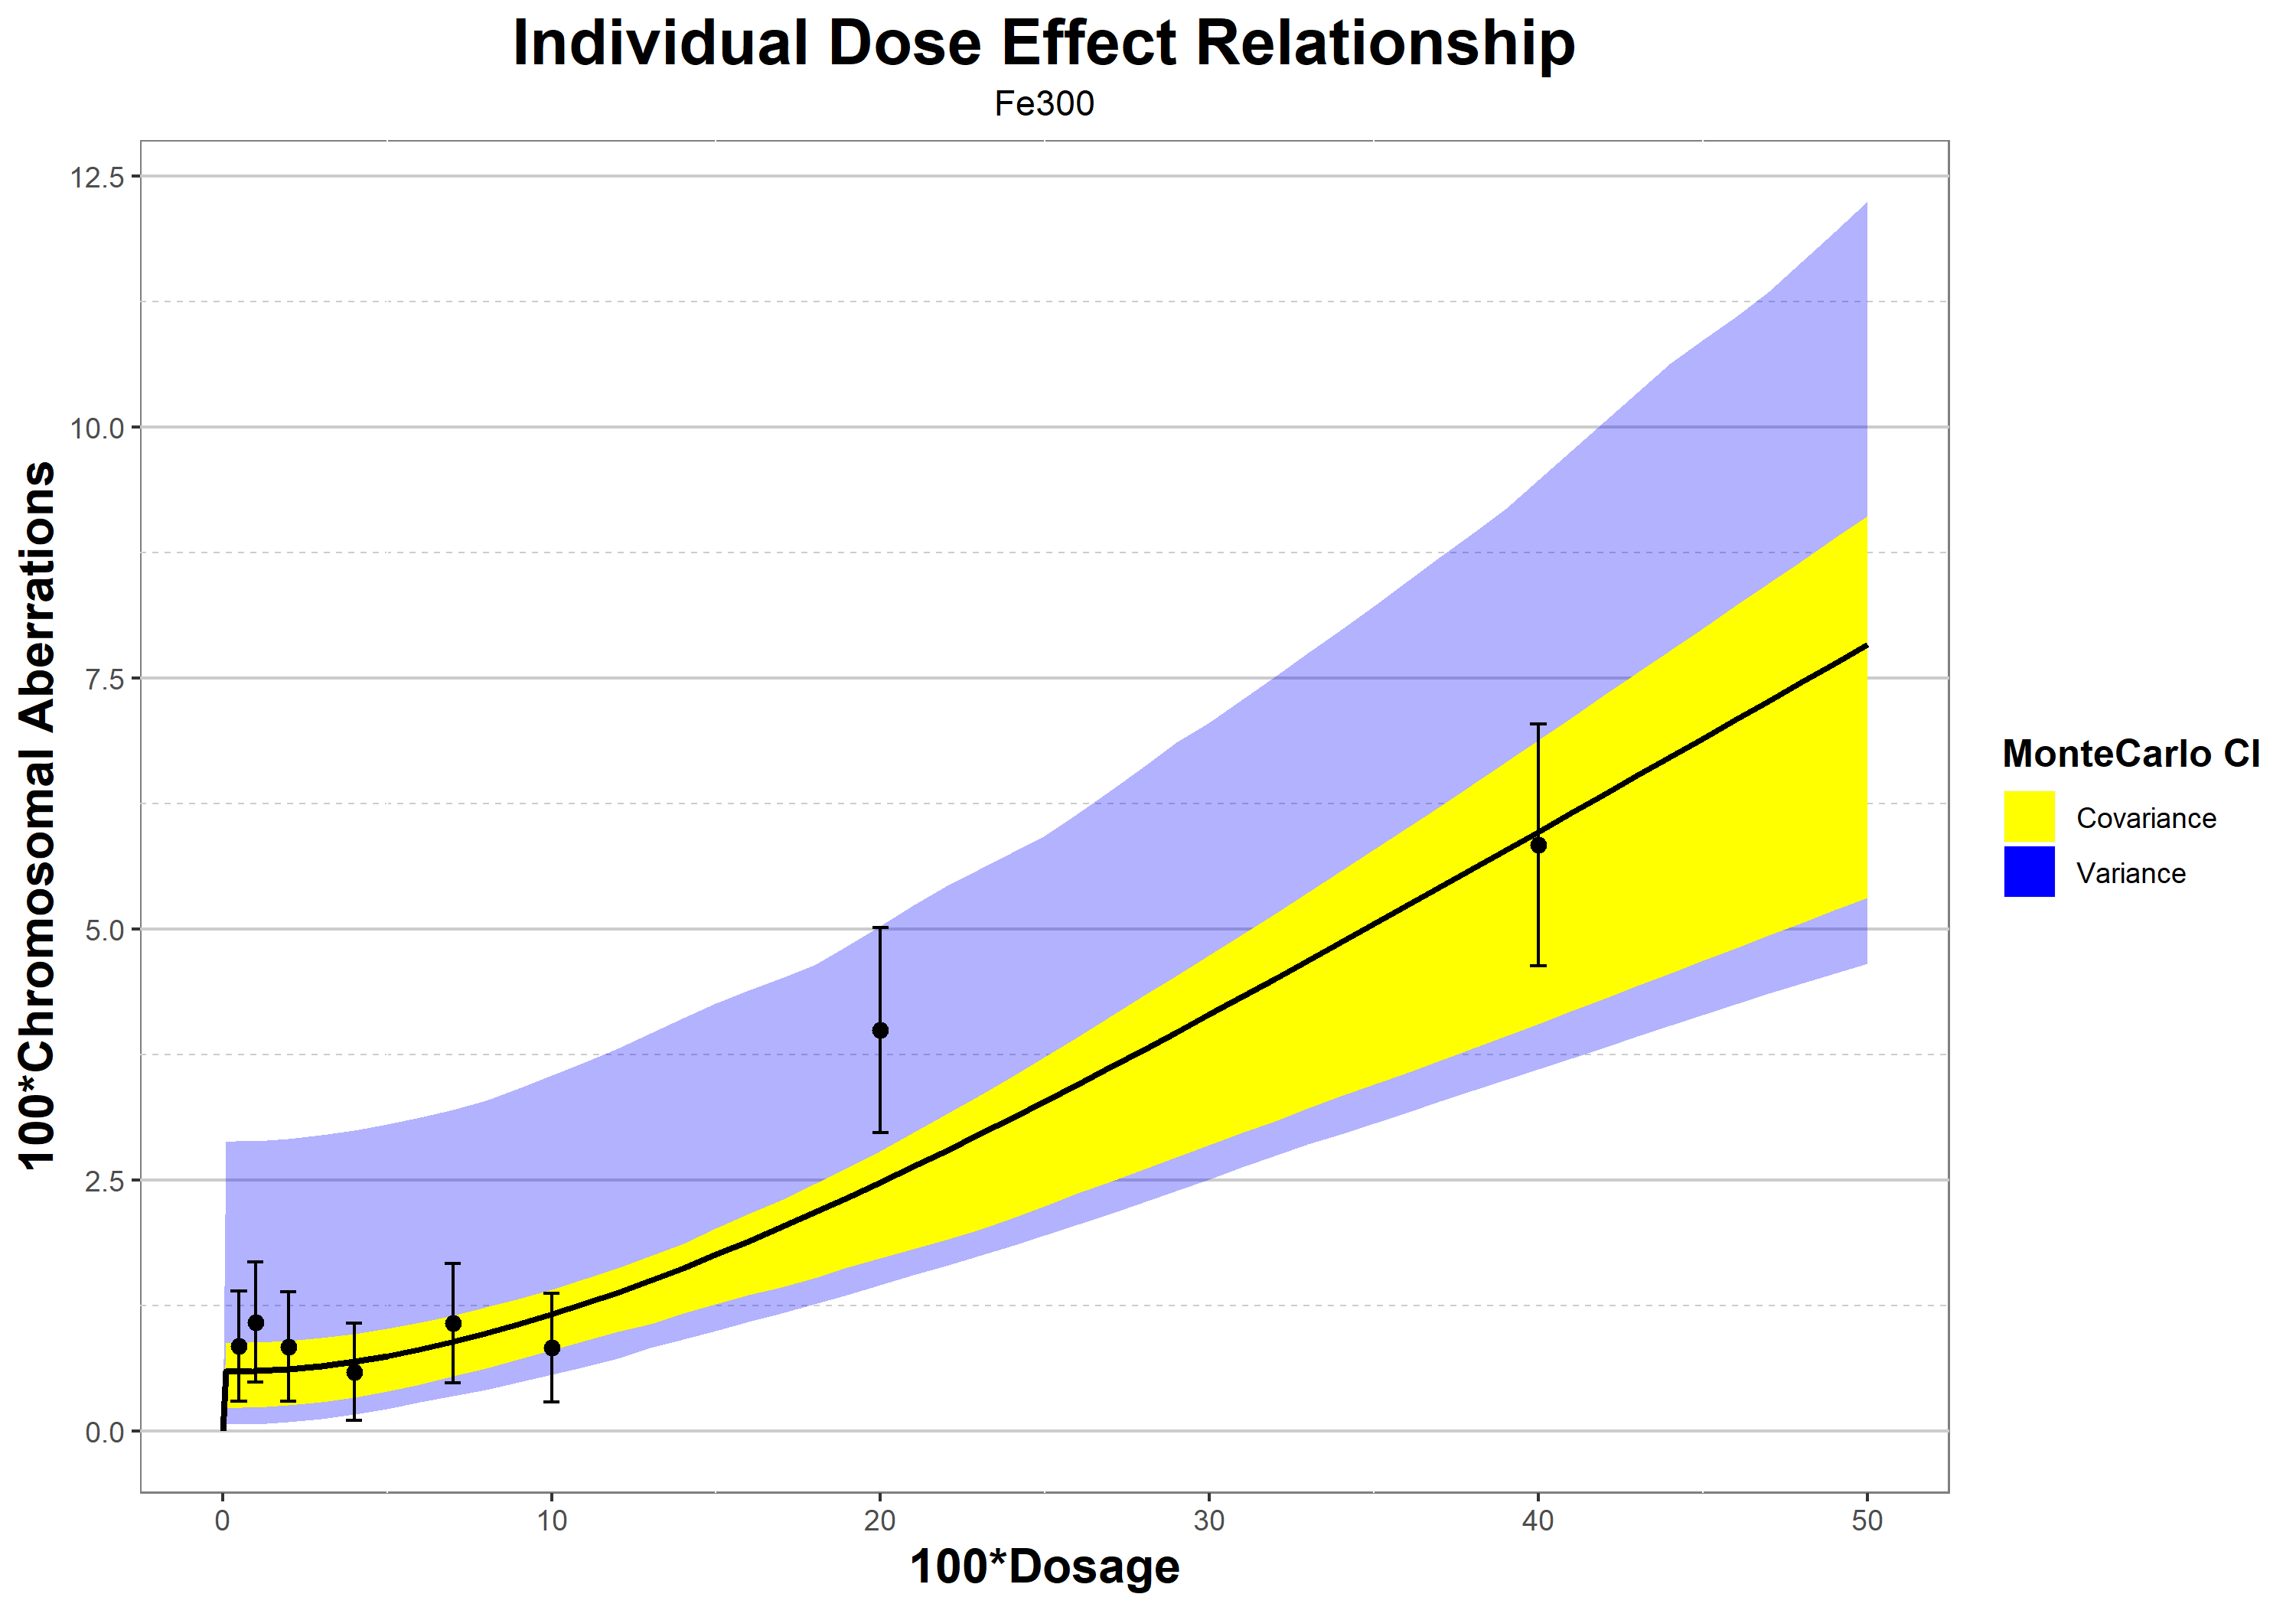 Individual Dose Effect Relationship
Fe300
100*Chromosomal Aberrations
12.5
10.0
7.5
5.0
2.5
0.0
0 10 20 30 40 50
100*Dosage
MonteCarlo CI
Covariance
Variance